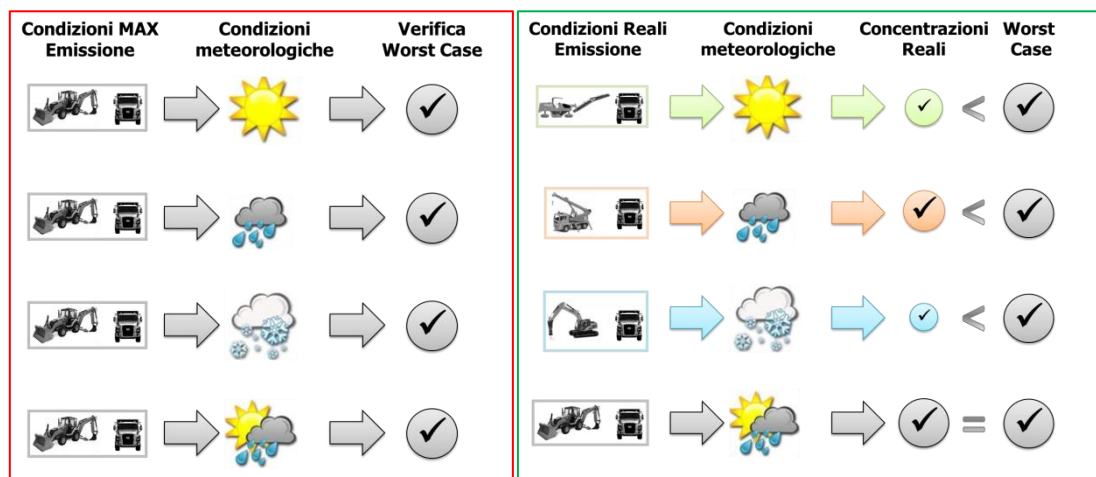 Condizioni MAX
Emissione
Condizioni
meteorologiche
Verifica
Worst Case
Condizioni Reali
Emissione
Condizioni
meteorologiche
Concentrazioni
Reali
Worst
Case
<
<
<
=